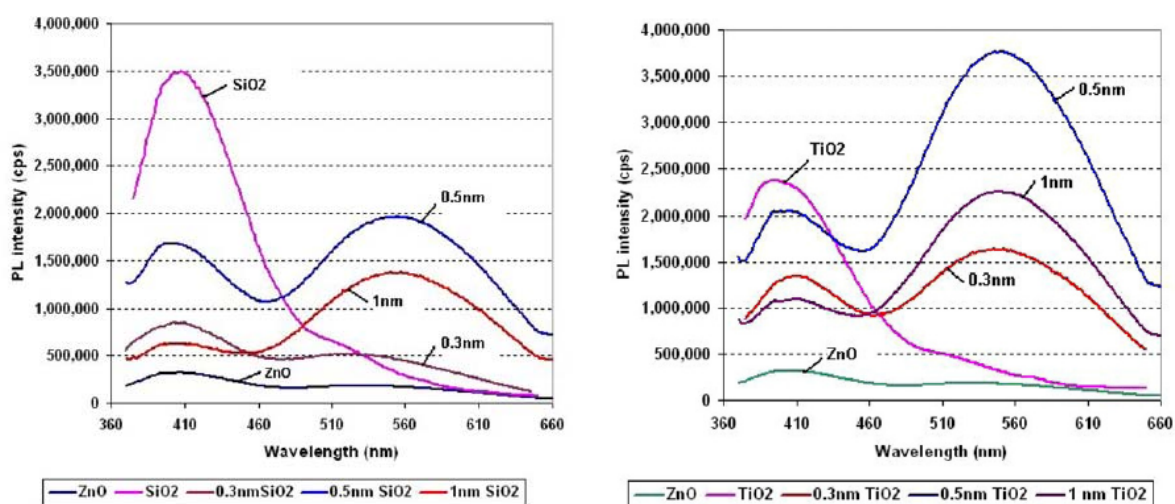 4,000,000
3,500,000
3,000,000
2,500,000
2,000,000
1,500,000
1,000,000
500,000
0
PL intensity (cps)
SiO2
0.5nm
1nm
0.3nm
ZnO
360 410 460 510 560 610 660
Wavelength (nm)
ZnO SiO2 0.3nmSiO2 0.5nm SiO2 1nm SiO2
4,000,000
3,500,000
3,000,000
2,500,000
2,000,000
1,500,000
1,000,000
500,000
0
PL intensity (cps)
0.5nm
TiO2
1nm
0.3nm
ZnO
360 410 460 510 560 610 660
Wavelength (nm)
ZnO TiO2 0.3nm TiO2 0.5nm TiO2 1 nm TiO2